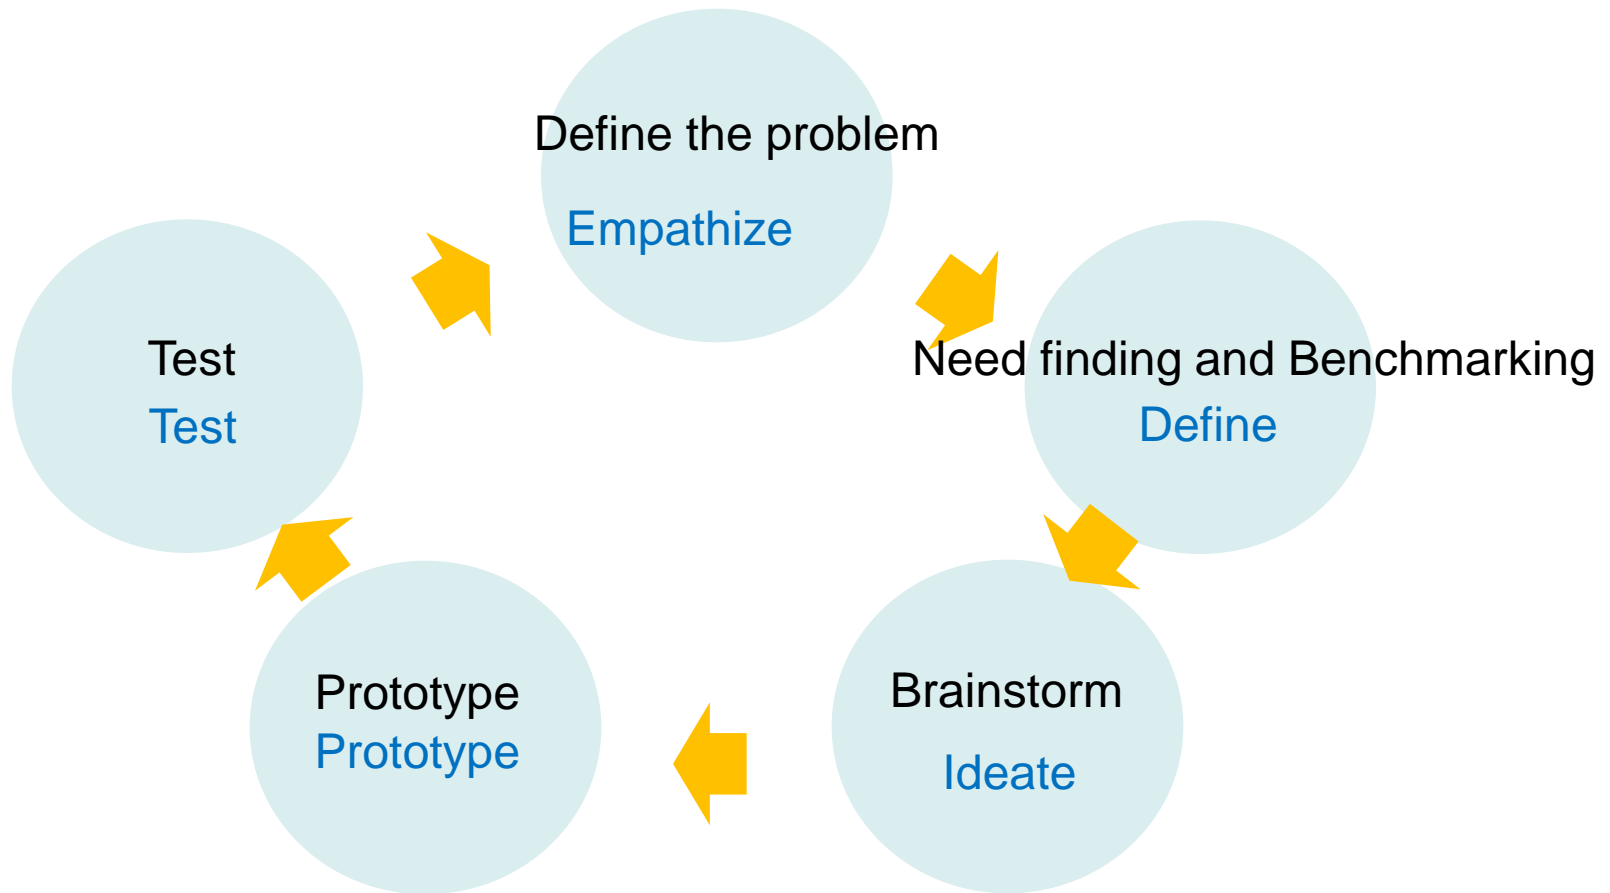 Define the problem
Empathize
Need finding and Benchmarking
Define
Brainstorm
Ideate
Prototype
Prototype
Test
Test